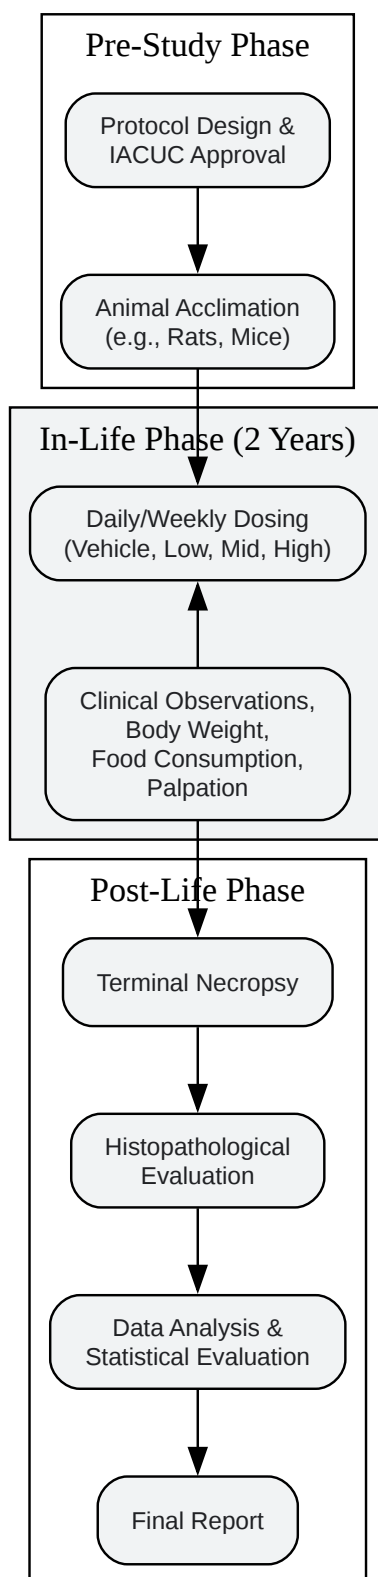 Pre-Study Phase
Protocol Design &
IACUC Approval
Animal Acclimation
(e.g., Rats, Mice)
In-Life Phase (2 Years)
Daily/Weekly Dosing
(Vehicle, Low, Mid, High)
Clinical Observations,
Body Weight,
Food Consumption,
Palpation
Post-Life Phase
Terminal Necropsy
Histopathological
Evaluation
Data Analysis &
Statistical Evaluation
Final Report